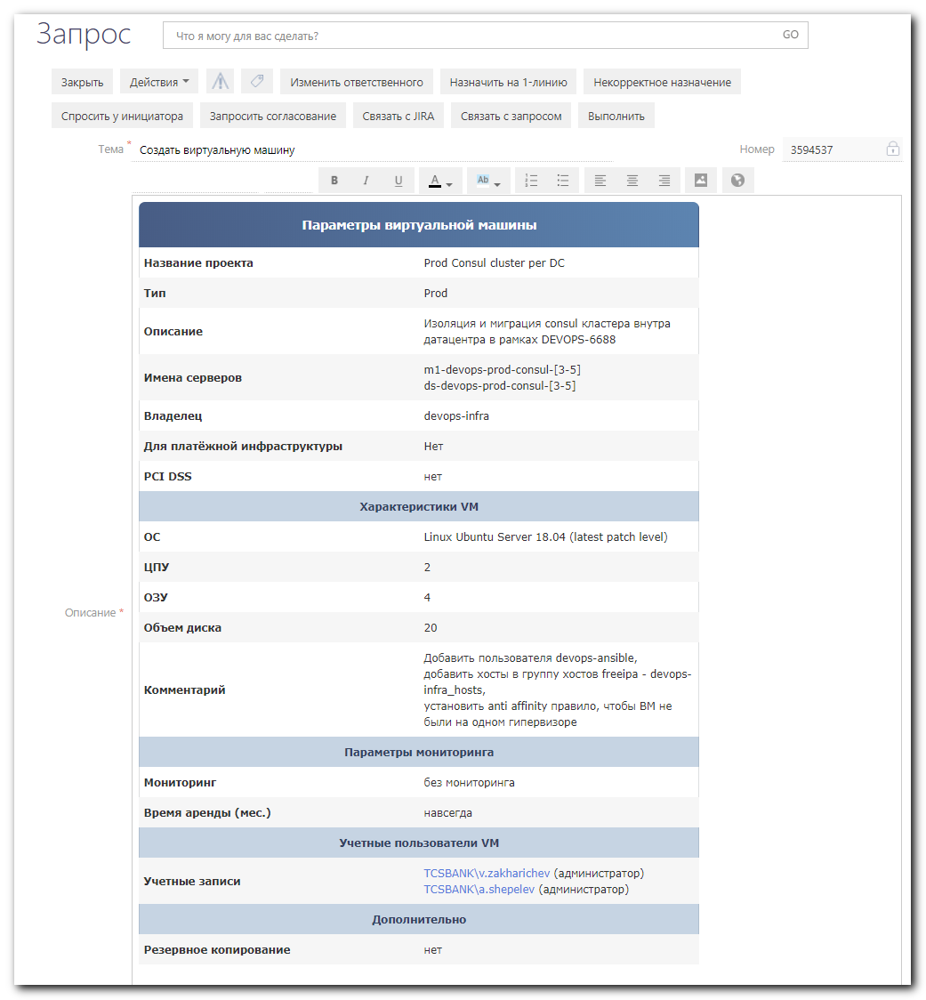 Запрос
Что я могу для вас сделать?
GO
Закрыть
Действия
Изменить ответственного
Назначить на 1-линию
Некорректное назначение
Спросить у инициатора
Запросить согласование
Связать с JIRA
Связать с запросом
Выполнить
Тема *
Создать виртуальную машину
Номер
3594537
B I U A Ab
Параметры виртуальной машины
Название проекта
Prod Consul cluster per DC
Тип
Prod
Описание
Изоляция и миграция consul кластера внутра
датацентра в рамках DEVOPS-6688
Имена серверов
m1-devops-prod-consul-[3-5]
ds-devops-prod-consul-[3-5]
Владелец
devops-infra
Для платёжной инфраструктуры
Нет
PCI DSS
нет
Характеристики VM
ОС
Linux Ubuntu Server 18.04 (latest patch level)
ЦПУ
2
ОЗУ
4
Описание *
Объем диска
20
Комментарий
Добавить пользователя devops-ansible,
добавить хосты в группу хостов freeipa - devops-
infra_hosts,
установить anti affinity правило, чтобы ВМ не
были на одном гипервизоре
Параметры мониторинга
Мониторинг
без мониторинга
Время аренды (мес.)
навсегда
Учетные пользователи VM
Учетные записи
TCSBANK\v.zakharichev (администратор)
TCSBANK\a.shepelev (администратор)
Дополнительно
Резервное копирование
нет